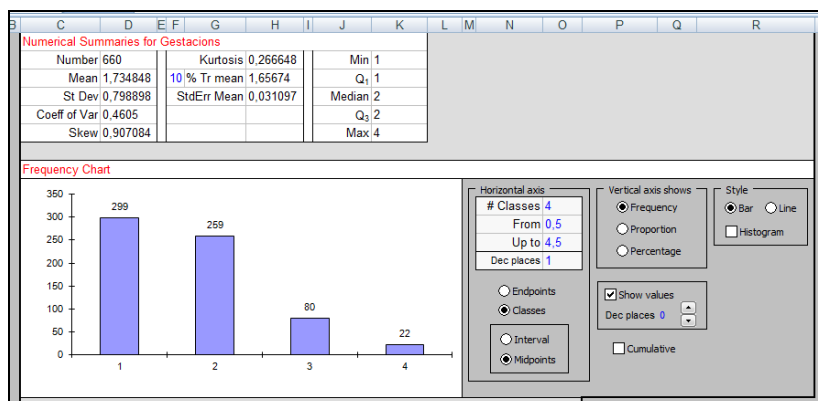 B C D E F G H I J K L M N O P Q R
Numerical Summaries for Gestacions
Number 660 Kurtosis 0,266648 Min 1
Mean 1,734848 10 % Tr mean 1,65674 Q1 1
St Dev 0,798898 StdErr Mean 0,031097 Median 2
Coeff of Var 0,4605 Q3 2
Skew 0,907084 Max 4
Frequency Chart
350
300
250
200
150
100
50
0
299
259
80
22
1 2 3 4
Horizontal axis
# Classes 4
From 0,5
Up to 4,5
Dec places 1
Endpoints
Classes
Interval
Midpoints
Vertical axis shows
Frequency
Proportion
Percentage
Show values
Dec places 0
Cumulative
Style
Bar Line
Histogram